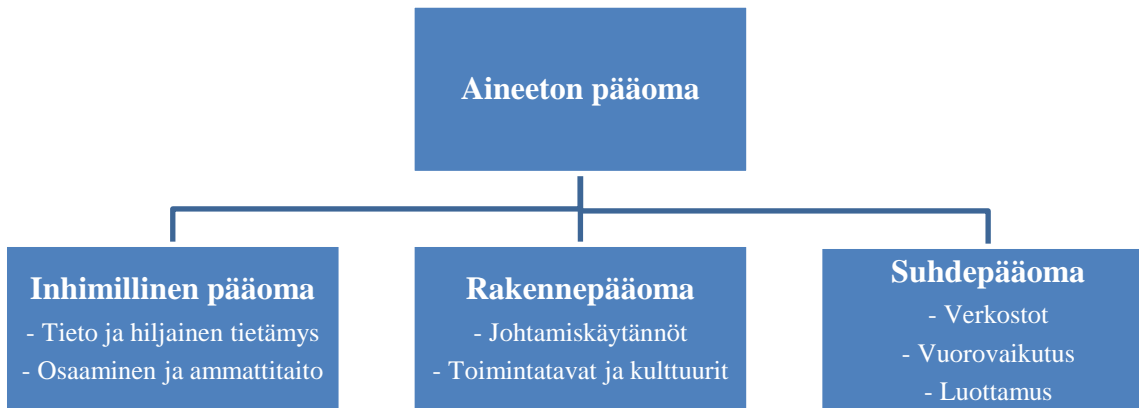 Aineeton pääoma
Inhimillinen pääoma
- Tieto ja hiljainen tietämys
- Osaaminen ja ammattitaito
Rakennepääoma
- Johtamiskäytännöt
- Toimintatavat ja kulttuurit
Suhdepääoma
- Verkostot
- Vuorovaikutus
- Luottamus